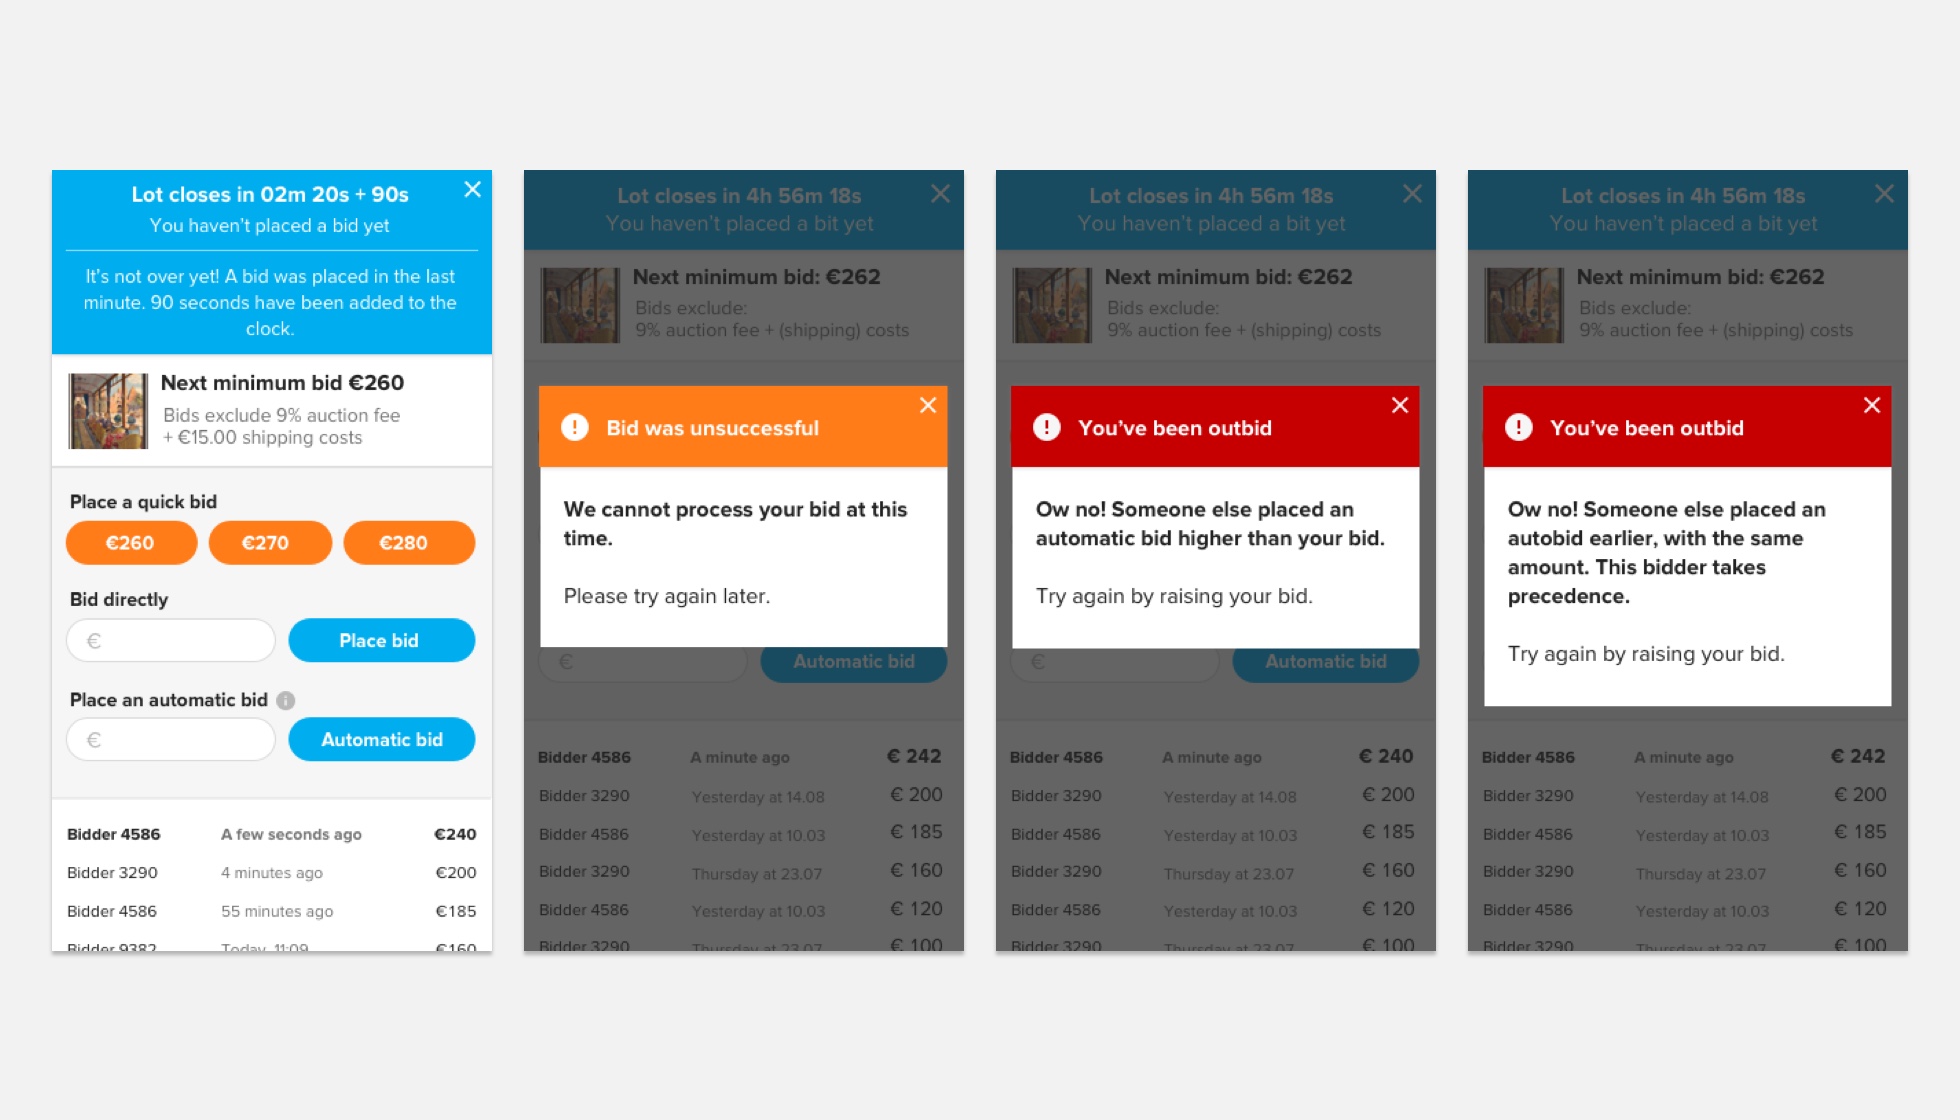 Lot closes in 02m 20s + 90s
You haven't placed a bid yet
It's not over yet! A bid was placed in the last
minute. 90 seconds have been added to the
clock.
Next minimum bid €260
Bids exclude 9% auction fee
+ €15.00 shipping costs
Place a quick bid
€260 €270 €280
Bid directly
€ Place bid
Place an automatic bid i
€ Automatic bid
Bidder 4586 A few seconds ago €240
Bidder 3290 4 minutes ago €200
Bidder 4586 55 minutes ago €185
Bidder 9382 Today, 11:09 €160
Lot closes in 4h 56m 18s
You haven't placed a bit yet
Next minimum bid: €262
Bids exclude:
9% auction fee + (shipping) costs
! Bid was unsuccessful
We cannot process your bid at this
time.
Please try again later.
€ Automatic bid
Bidder 4586 A minute ago € 242
Bidder 3290 Yesterday at 14.08 € 200
Bidder 4586 Yesterday at 10.03 € 185
Bidder 3290 Thursday at 23.07 € 160
Bidder 4586 Yesterday at 10.03 € 120
Bidder 3290 Thursday at 23.07 € 100
Lot closes in 4h 56m 18s
You haven't placed a bit yet
Next minimum bid: €262
Bids exclude:
9% auction fee + (shipping) costs
! You've been outbid
Ow no! Someone else placed an
automatic bid higher than your bid.
Try again by raising your bid.
€ Automatic bid
Bidder 4586 A minute ago € 240
Bidder 3290 Yesterday at 14.08 € 200
Bidder 4586 Yesterday at 10.03 € 185
Bidder 3290 Thursday at 23.07 € 160
Bidder 4586 Yesterday at 10.03 € 120
Bidder 3290 Thursday at 23.07 € 100
Lot closes in 4h 56m 18s
You haven't placed a bit yet
Next minimum bid: €262
Bids exclude:
9% auction fee + (shipping) costs
! You've been outbid
Ow no! Someone else placed an
autobid earlier, with the same
amount. This bidder takes
precedence.
Try again by raising your bid.
Bidder 4586 A minute ago € 242
Bidder 3290 Yesterday at 14.08 € 200
Bidder 4586 Yesterday at 10.03 € 185
Bidder 3290 Thursday at 23.07 € 160
Bidder 4586 Yesterday at 10.03 € 120
Bidder 3290 Thursday at 23.07 € 100